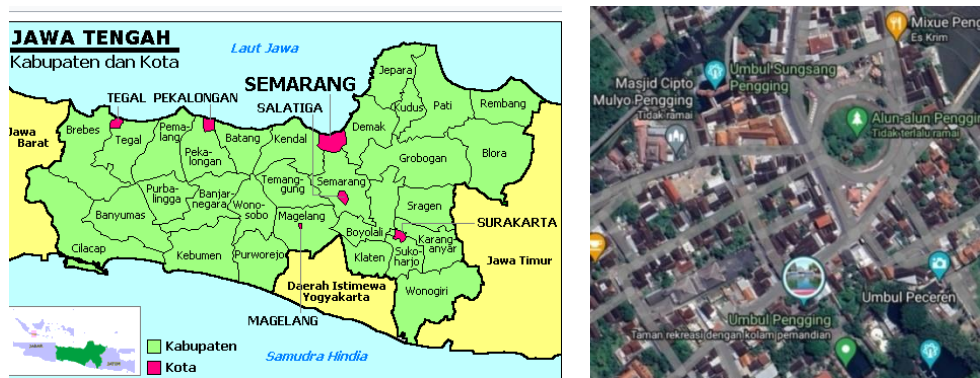 JAWA TENGAH
Kabupaten dan Kota
Laut Jawa
SEMARANG
TEGAL
PEKALONGAN
SALATIGA
Jepara
Kudus
Pati
Rembang
Jawa
Barat
Brebes
Tegal
Pema-
lang
Peka-
longan
Batang
Kendal
Demak
Grobogan
Blora
Purba-
lingga
Banjar-
negara
Wono-
sobo
Temang-
gung
Semarang
Sragen
Banyumas
Magelang
Boyolali
SURAKARTA
Karang-
anyar
Cilacap
Kebumen
Purworejo
Klaten
Suko-
harjo
Jawa Timur
Daerah Istimewa
Yogyakarta
Wonogiri
MAGELANG
Samudra Hindia
Kabupaten
Kota
Mixue Peng
Es Krim
Umbul Sungsang
Pengging
Masjid Cipto
Mulyo Pengging
Tidak ramai
Alun-alun Penggin
Tidak terlalu ramai
Umbul Peceren
Umbul Pengging
Taman rekreasi dengan kolam pemandian